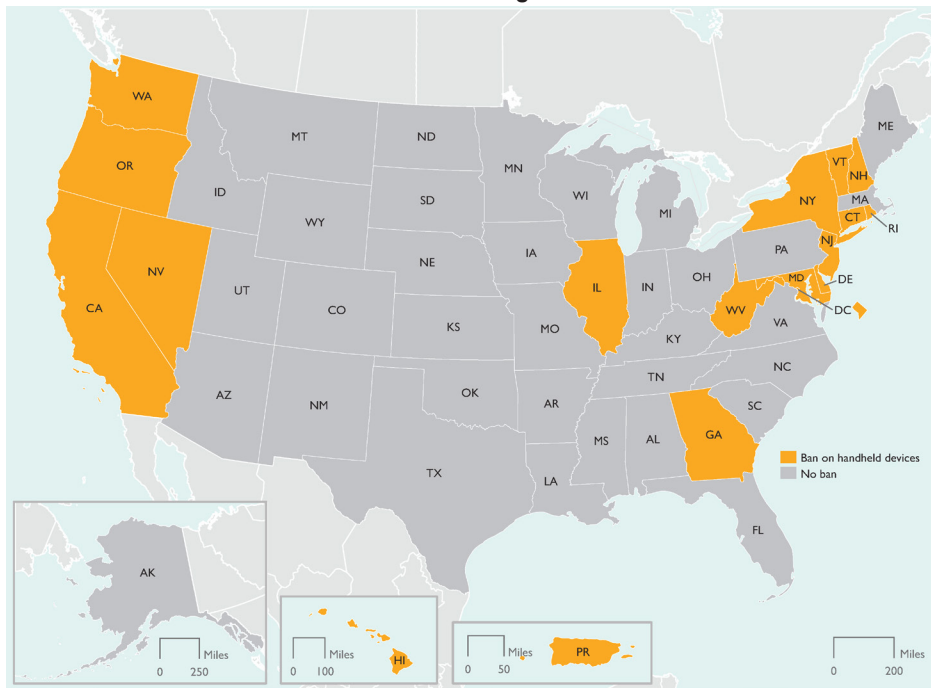 WA
MT
ND
ME
OR
MN
VT
NH
ID
SD
WI
NY
MA
WY
MI
CT
RI
IA
PA
NJ
NE
NV
IL
IN
OH
MD
DE
UT
CA
CO
WV
DC
KS
MO
VA
KY
NC
TN
AZ
OK
NM
AR
SC
MS
AL
GA
Ban on handheld devices
No ban
TX
LA
FL
AK
Miles
0 250
HI
Miles
0 100
PR
Miles
0 50
Miles
0 200